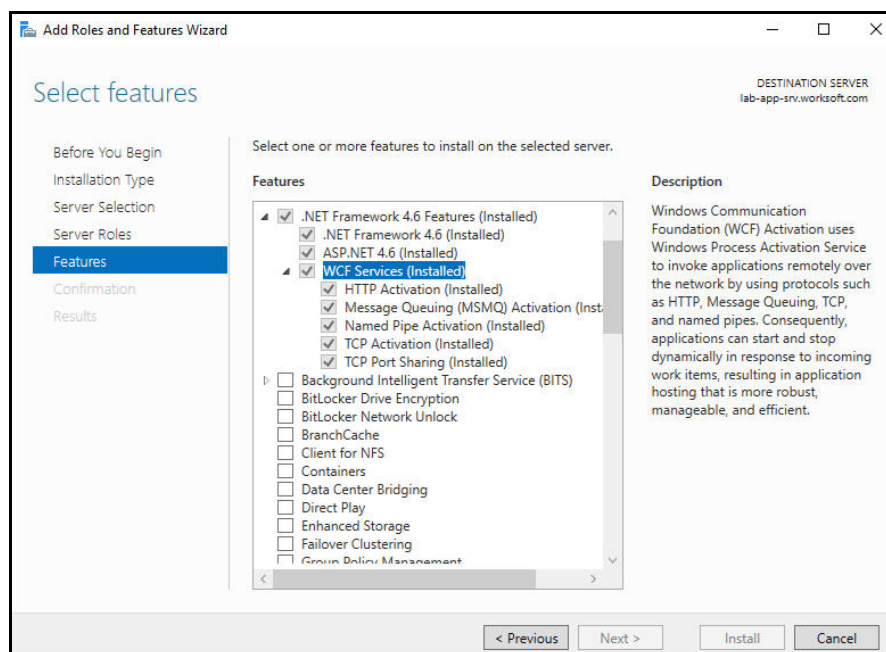 Add Roles and Features Wizard
Select features
DESTINATION SERVER
lab-app-srv.worksoft.com
Before You Begin
Installation Type
Server Selection
Server Roles
Features
Confirmation
Results
Select one or more features to install on the selected server.
Features
.NET Framework 4.6 Features (Installed)
.NET Framework 4.6 (Installed)
ASP.NET 4.6 (Installed)
WCF Services (Installed)
HTTP Activation (Installed)
Message Queuing (MSMQ) Activation (Insta
Named Pipe Activation (Installed)
TCP Activation (Installed)
TCP Port Sharing (Installed)
Background Intelligent Transfer Service (BITS)
BitLocker Drive Encryption
BitLocker Network Unlock
BranchCache
Client for NFS
Containers
Data Center Bridging
Direct Play
Enhanced Storage
Failover Clustering
Group Policy Management
Description
Windows Communication
Foundation (WCF) Activation uses
Windows Process Activation Service
to invoke applications remotely over
the network by using protocols such
as HTTP, Message Queuing, TCP,
and named pipes. Consequently,
applications can start and stop
dynamically in response to incoming
work items, resulting in application
hosting that is more robust,
manageable, and efficient.
< Previous
Next >
Install
Cancel